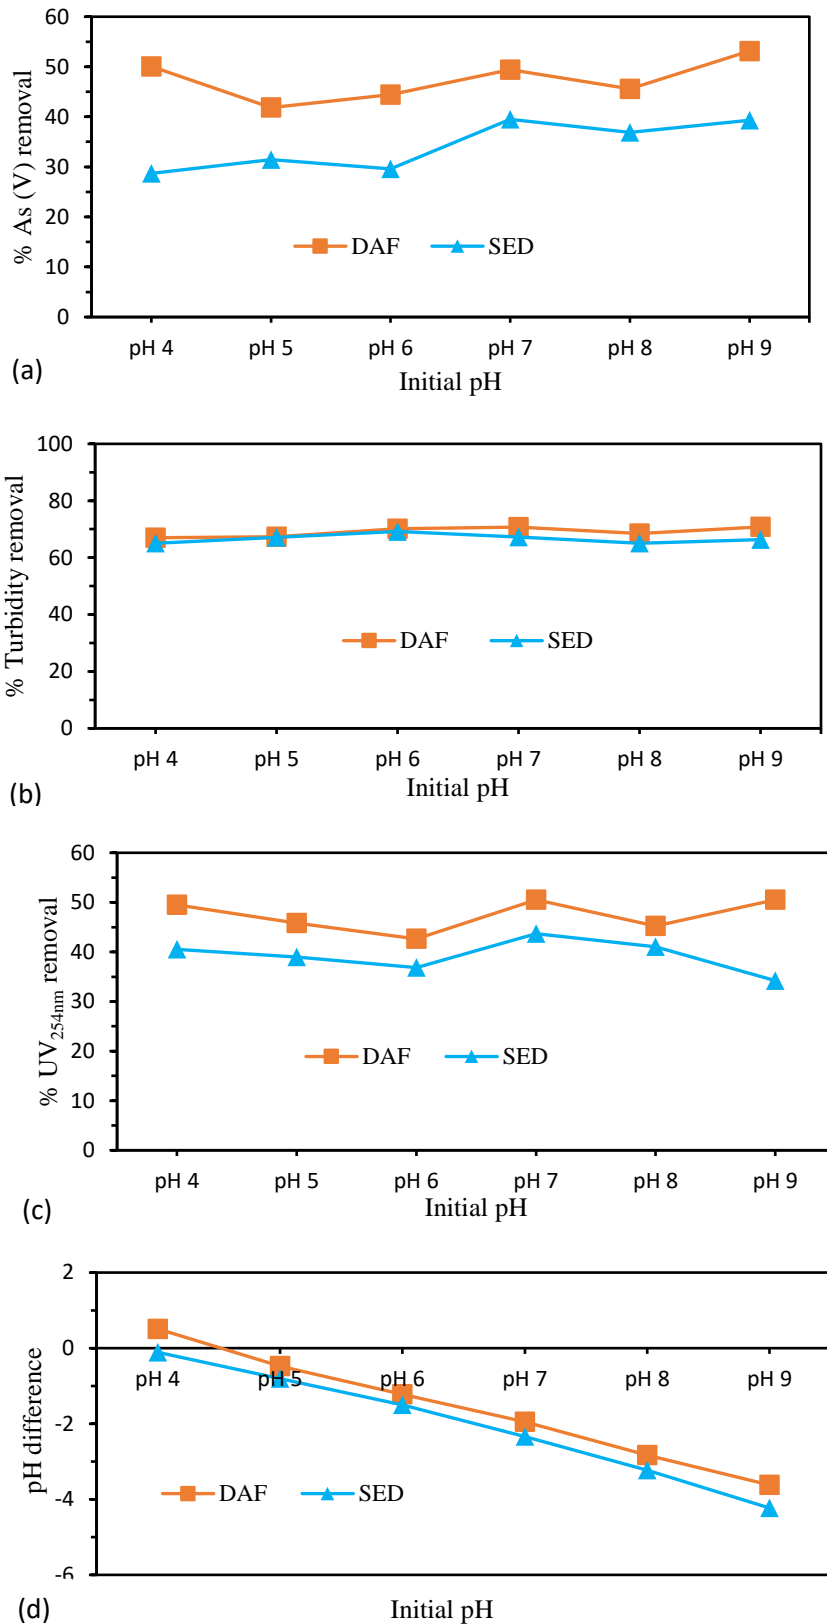 60
50
40
30
20
10
0
% As (V) removal
DAF SED
pH 4 pH 5 pH 6 pH 7 pH 8 pH 9
Initial pH
(a)
100
80
60
40
20
0
% Turbidity removal
DAF SED
pH 4 pH 5 pH 6 pH 7 pH 8 pH 9
Initial pH
(b)
60
50
40
30
20
10
0
% UV254nm removal
DAF SED
pH 4 pH 5 pH 6 pH 7 pH 8 pH 9
Initial pH
(c)
2
0
-2
-4
-6
pH difference
pH 4 pH 5 pH 6 pH 7 pH 8 pH 9
DAF SED
Initial pH
(d)